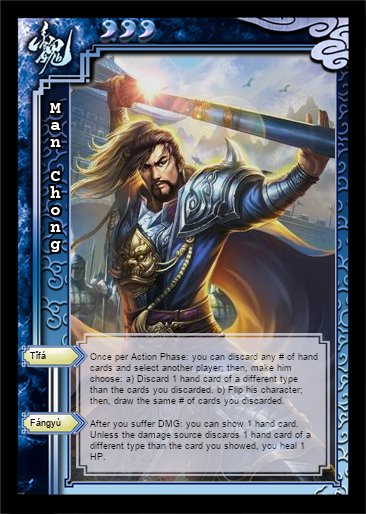 魏
Man Chong
Tǐfá
Once per Action Phase: you can discard any # of hand
cards and select another player; then, make him
choose: a) Discard 1 hand card of a different type
than the cards you discarded. b) Flip his character;
then, draw the same # of cards you discarded.
Fángyù
After you suffer DMG: you can show 1 hand card.
Unless the damage source discards 1 hand card of a
different type than the card you showed, you heal 1
HP.